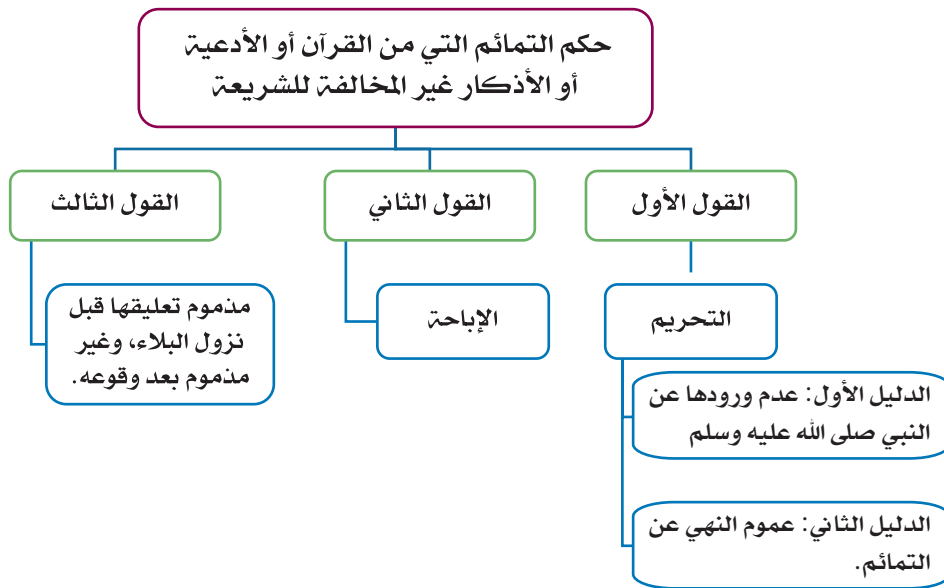 حكم التمائم التي من القرآن أو الأدعية
أو الأذكار غير المخالفة للشريعة
القول الأول
القول الثاني
القول الثالث
التحريم
الإباحة
مذموم تعليقها قبل
نزول البلاء، وغير
مذموم بعد وقوعه.
الدليل الأول: عدم ورودها عن
النبي صلى الله عليه وسلم
الدليل الثاني: عموم النهي عن
التمائم.